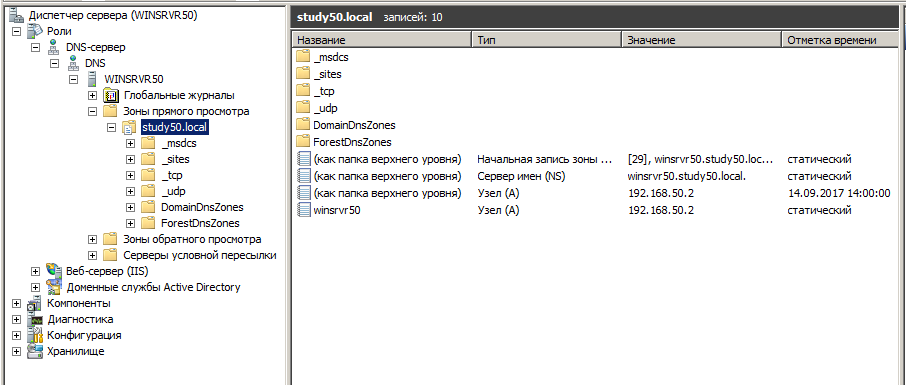 Диспетчер сервера (WINSRVR50)
Роли
DNS-сервер
DNS
WINSRVR50
Глобальные журналы
Зоны прямого просмотра
study50.local
_msdcs
_sites
_tcp
_udp
DomainDnsZones
ForestDnsZones
Зоны обратного просмотра
Серверы условной пересылки
Веб-сервер (IIS)
Доменные службы Active Directory
Компоненты
Диагностика
Конфигурация
Хранилище
study50.local записей: 10
Название Тип Значение Отметка времени
_msdcs
_sites
_tcp
_udp
DomainDnsZones
ForestDnsZones
(как папка верхнего уровня) Начальная запись зоны ... [29], winsrvr50.study50.loc... статический
(как папка верхнего уровня) Сервер имен (NS) winsrvr50.study50.local. статический
(как папка верхнего уровня) Узел (A) 192.168.50.2 14.09.2017 14:00:00
winsrvr50 Узел (A) 192.168.50.2 статический